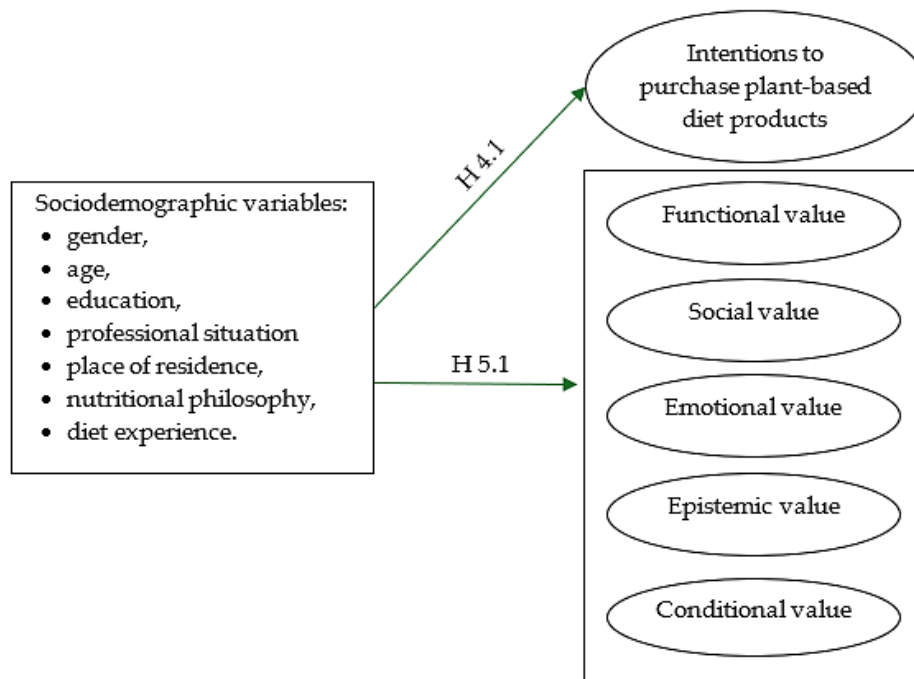 Intentions to
purchase plant-based
diet products
H 4.1
Sociodemographic variables:
• gender,
• age,
• education,
• professional situation
• place of residence,
• nutritional philosophy,
• diet experience.
H 5.1
Functional value
Social value
Emotional value
Epistemic value
Conditional value